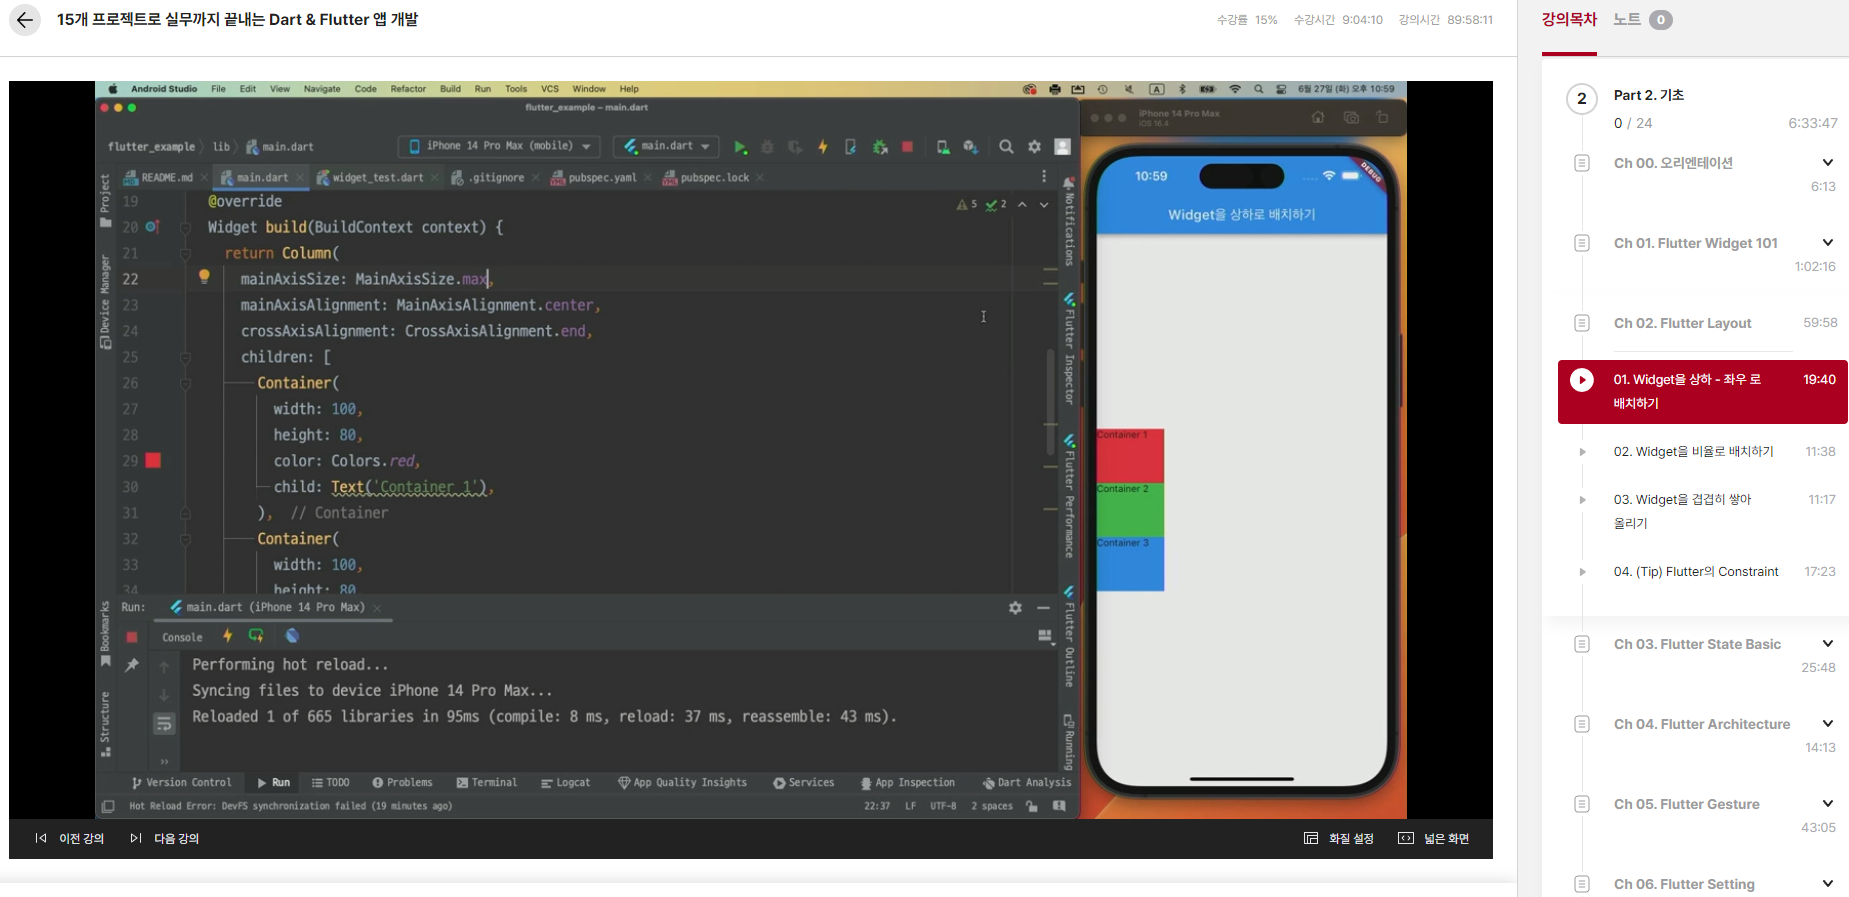 15개 프로젝트로 실무까지 끝내는 Dart & Flutter 앱 개발
수강률 15% 수강시간 9:04:10 강의시간 89:58:11
Android Studio File Edit View Navigate Code Refactor Build Run Tools VCS Window Help
6월 27일 (화) 오후 10:59
flutter_example – main.dart
flutter_example lib main.dart
iPhone 14 Pro Max (mobile) main.dart
README.md main.dart widget_test.dart .gitignore pubspec.yaml pubspec.lock
Project
Device Manager
Bookmarks
Structure
19 @override
20 Widget build(BuildContext context) {
21 return Column(
22 mainAxisSize: MainAxisSize.max,
23 mainAxisAlignment: MainAxisAlignment.center,
24 crossAxisAlignment: CrossAxisAlignment.end,
25 children: [
26 Container(
27 width: 100,
28 height: 80,
29 color: Colors.red,
30 child: Text('Container 1'),
31 ), // Container
32 Container(
33 width: 100,
34 height: 80
5 2
Notifications
Flutter Inspector
Flutter Performance
Flutter Outline
Running
Run: main.dart (iPhone 14 Pro Max)
Console
Performing hot reload...
Syncing files to device iPhone 14 Pro Max...
Reloaded 1 of 665 libraries in 95ms (compile: 8 ms, reload: 37 ms, reassemble: 43 ms).
Version Control Run TODO Problems Terminal Logcat App Quality Insights Services App Inspection Dart Analysis
Hot Reload Error: DevFS synchronization failed (19 minutes ago)
22:37 LF UTF-8 2 spaces
iPhone 14 Pro Max
iOS 16.4
10:59
DEBUG
Widget을 상하로 배치하기
Container 1
Container 2
Container 3
이전 강의 다음 강의
화질 설정 넓은 화면
강의목차 노트 0
2 Part 2. 기초
0 / 24 6:33:47
Ch 00. 오리엔테이션
6:13
Ch 01. Flutter Widget 101
1:02:16
Ch 02. Flutter Layout 59:58
01. Widget을 상하 - 좌우 로 19:40
배치하기
02. Widget을 비율로 배치하기 11:38
03. Widget을 겹겹히 쌓아 11:17
올리기
04. (Tip) Flutter의 Constraint 17:23
Ch 03. Flutter State Basic
25:48
Ch 04. Flutter Architecture
14:13
Ch 05. Flutter Gesture
43:05
Ch 06. Flutter Setting